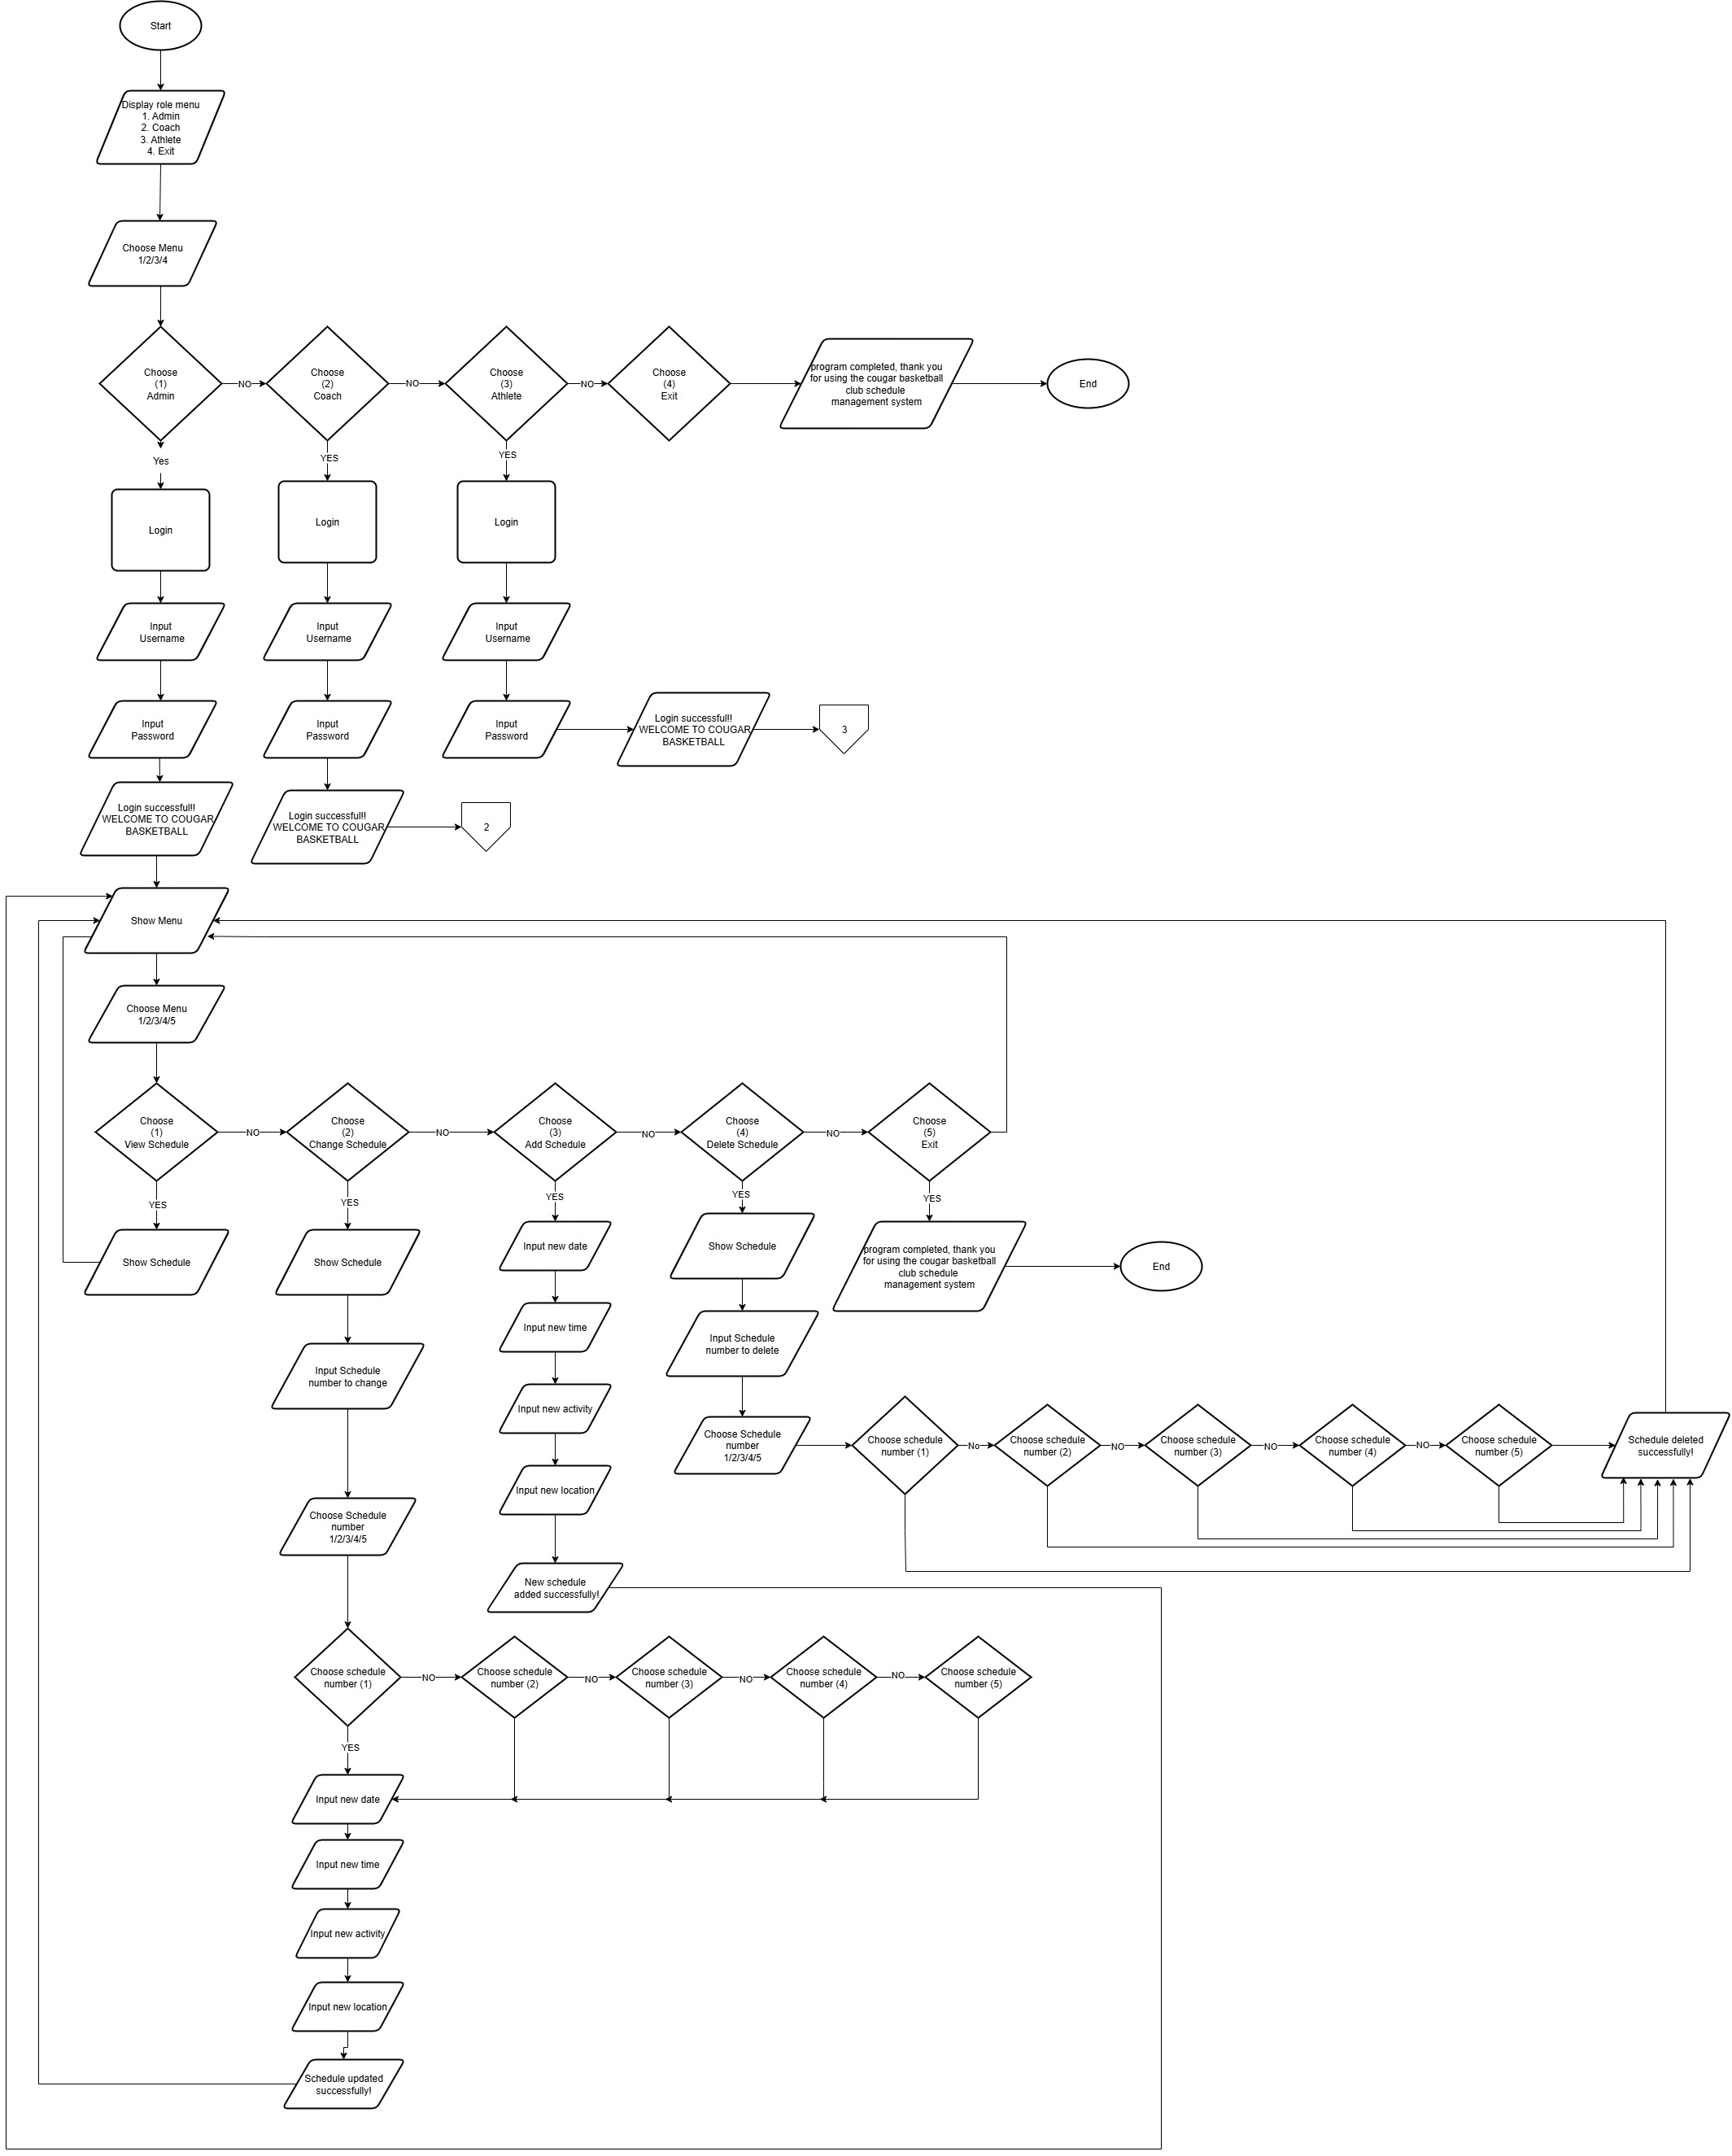 Start
Display role menu
1. Admin
2. Coach
3. Athlete
4. Exit
Choose Menu
1/2/3/4
Choose
(1)
Admin
NO
Choose
(2)
Coach
NO
Choose
(3)
Athlete
NO
Choose
(4)
Exit
program completed, thank you
for using the cougar basketball
club schedule
management system
End
Yes
YES
YES
Login
Login
Login
Input
Username
Input
Username
Input
Username
Input
Password
Input
Password
Input
Password
Login successful!!
WELCOME TO COUGAR
BASKETBALL
3
Login successful!!
WELCOME TO COUGAR
BASKETBALL
Login successful!!
WELCOME TO COUGAR
BASKETBALL
2
Show Menu
Choose Menu
1/2/3/4/5
Choose
(1)
View Schedule
NO
Choose
(2)
Change Schedule
NO
Choose
(3)
Add Schedule
NO
Choose
(4)
Delete Schedule
NO
Choose
(5)
Exit
YES
YES
YES
YES
YES
Show Schedule
Show Schedule
Input new date
Show Schedule
program completed, thank you
for using the cougar basketball
club schedule
management system
End
Input new time
Input Schedule
number to delete
Input Schedule
number to change
Input new activity
Choose Schedule
number
1/2/3/4/5
Choose schedule
number (1)
No
Choose schedule
number (2)
NO
Choose schedule
number (3)
NO
Choose schedule
number (4)
NO
Choose schedule
number (5)
Schedule deleted
successfully!
Input new location
Choose Schedule
number
1/2/3/4/5
New schedule
added successfully!
Choose schedule
number (1)
NO
Choose schedule
number (2)
NO
Choose schedule
number (3)
NO
Choose schedule
number (4)
NO
Choose schedule
number (5)
YES
Input new date
Input new time
Input new activity
Input new location
Schedule updated
successfully!